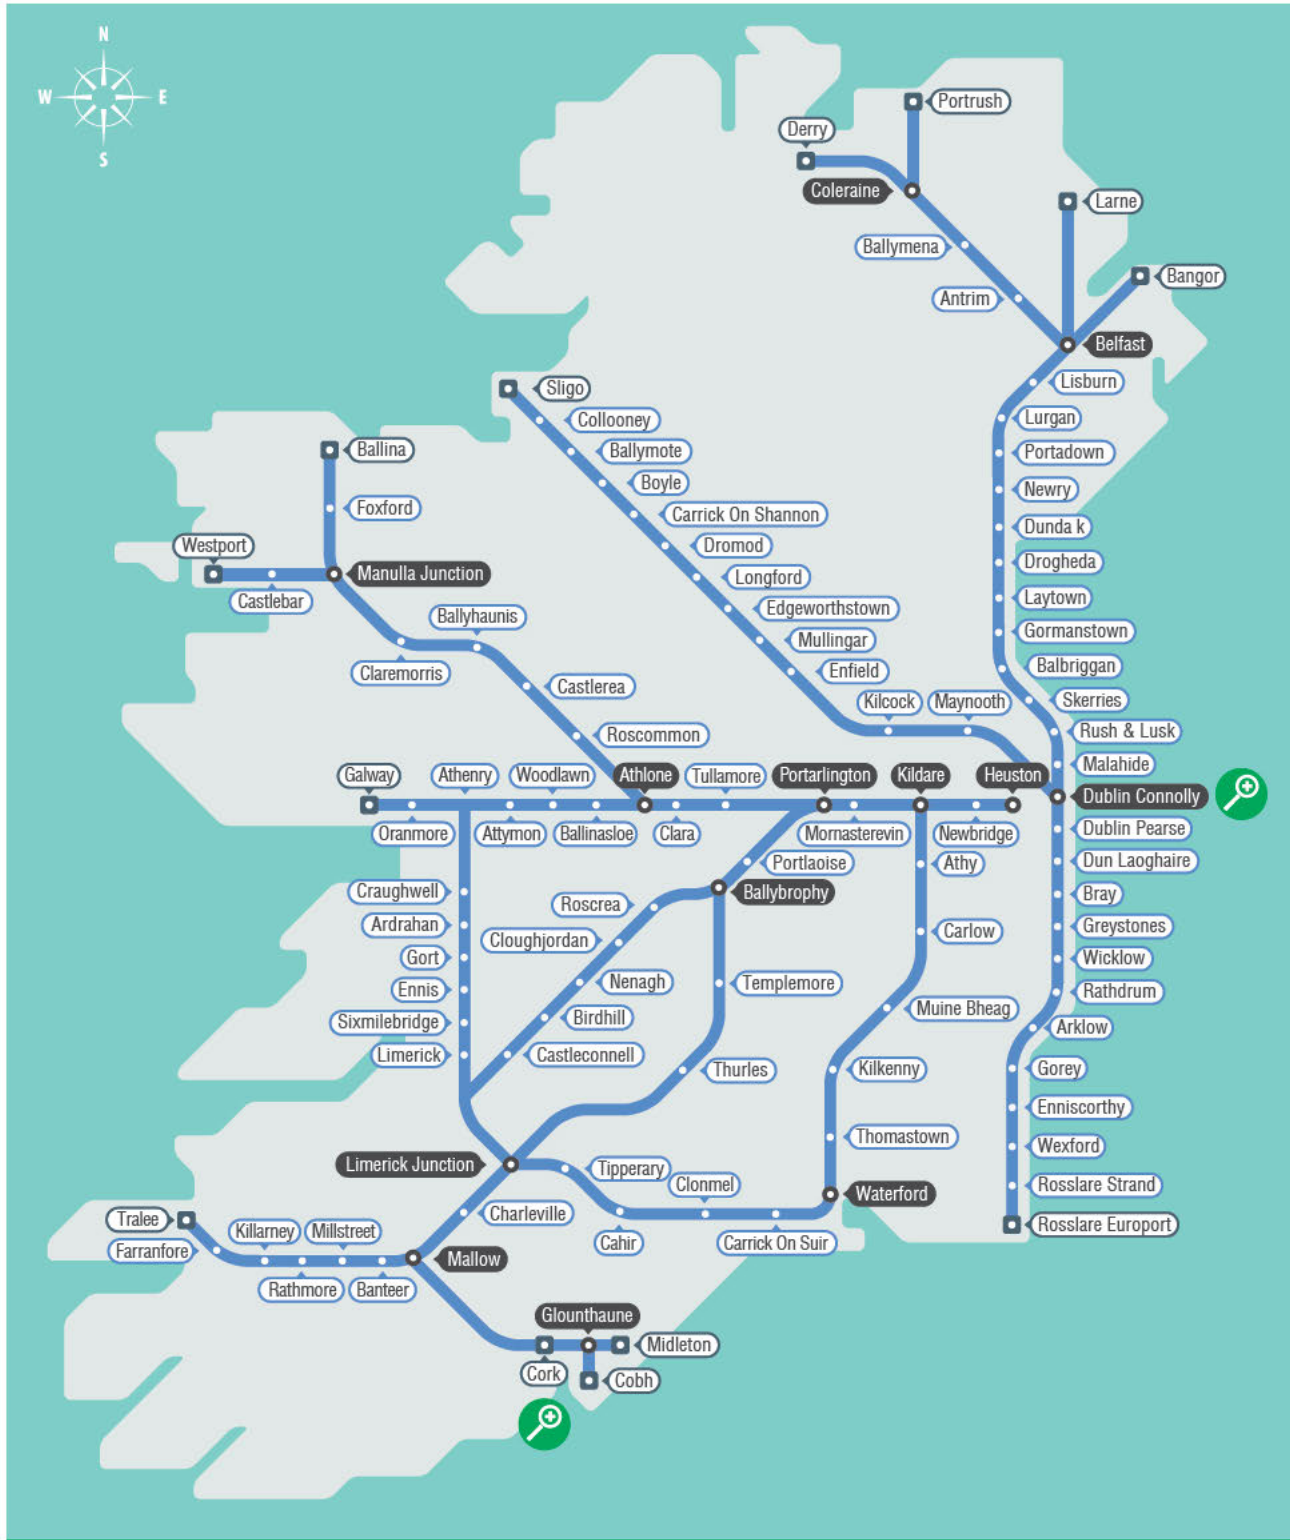 N
W E
S
Portrush
Derry
Coleraine
Larne
Ballymena
Bangor
Antrim
Belfast
Lisburn
Sligo
Lurgan
Collooney
Ballina
Ballymote
Portadown
Boyle
Newry
Foxford
Carrick On Shannon
Dunda k
Westport
Dromod
Drogheda
Manulla Junction
Longford
Castlebar
Laytown
Edgeworthstown
Ballyhaunis
Gormanstown
Mullingar
Claremorris
Enfield
Balbriggan
Castlerea
Kilcock
Maynooth
Skerries
Roscommon
Rush & Lusk
Malahide
Galway
Athenry
Woodlawn
Athlone
Tullamore
Portarlington
Kildare
Heuston
Dublin Connolly
Oranmore
Attymon
Ballinasloe
Clara
Mornasterevin
Newbridge
Dublin Pearse
Portlaoise
Athy
Dun Laoghaire
Craughwell
Ballybrophy
Bray
Roscrea
Ardrahan
Greystones
Cloughjordan
Carlow
Gort
Wicklow
Ennis
Nenagh
Templemore
Rathdrum
Sixmilebridge
Birdhill
Muine Bheag
Arklow
Limerick
Castleconnell
Thurles
Kilkenny
Gorey
Enniscorthy
Thomastown
Wexford
Limerick Junction
Tipperary
Clonmel
Rosslare Strand
Waterford
Tralee
Charleville
Rosslare Europort
Farranfore
Killarney
Millstreet
Cahir
Carrick On Suir
Mallow
Rathmore
Banteer
Glounthaune
Midleton
Cork
Cobh